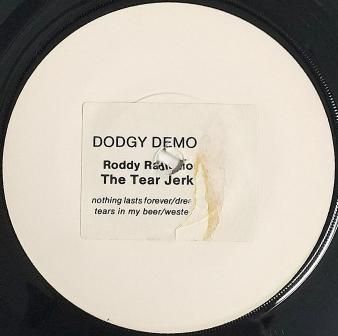 DODGY DEMO
Roddy
The Tear Jerk
nothing lasts forever/drea
tears in my beer/weste